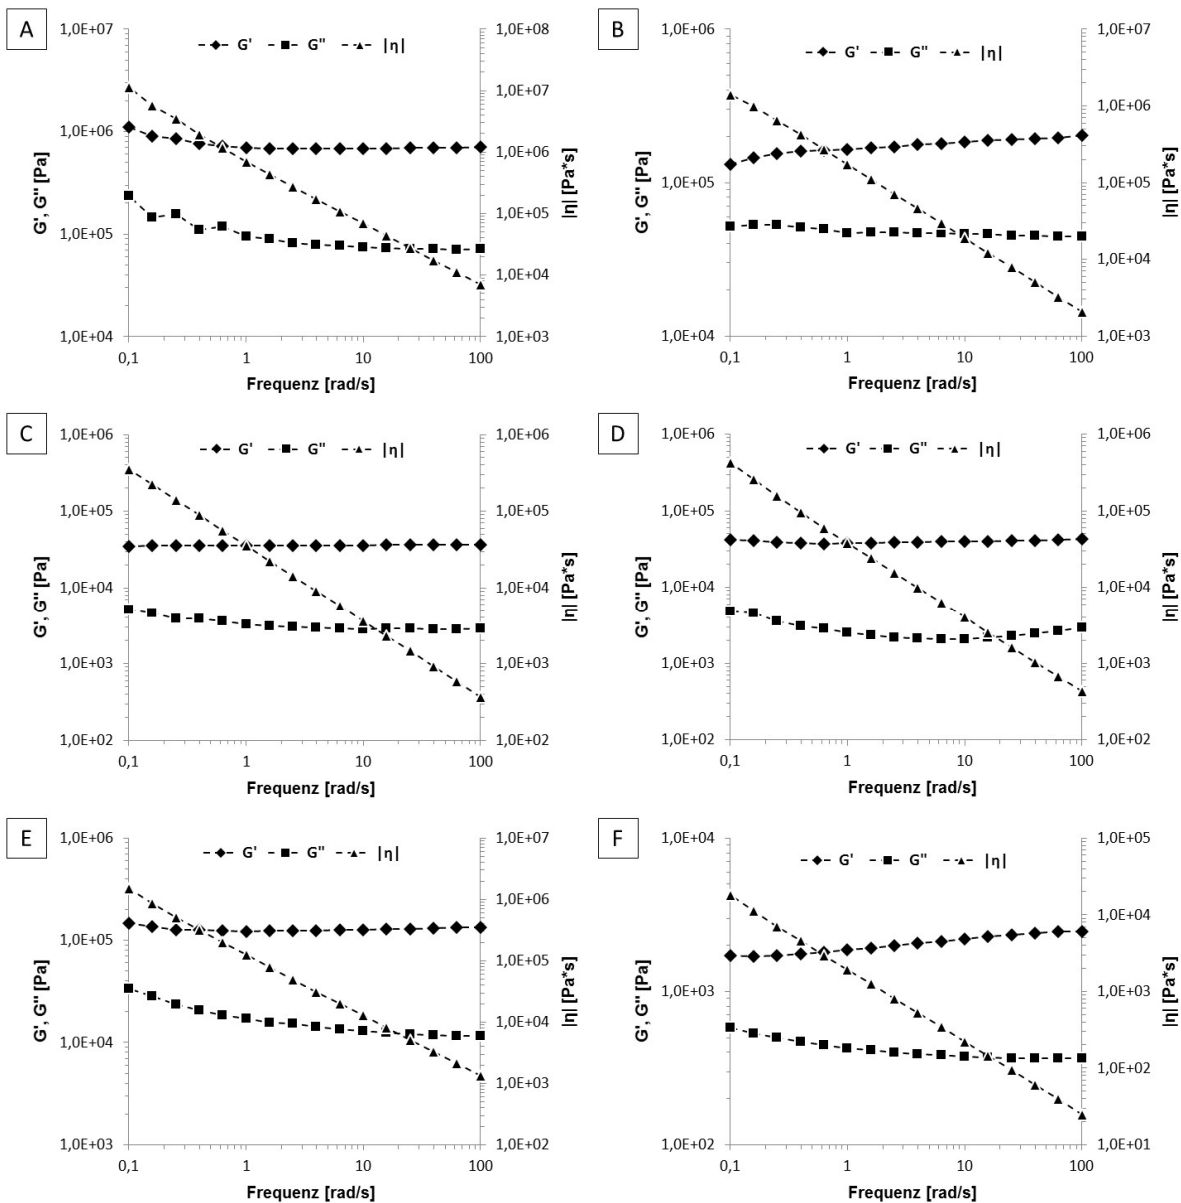 A
1,0E+07
1,0E+06
1,0E+05
1,0E+04
G', G'' [Pa]
G' G'' |η|
1,0E+08
1,0E+07
1,0E+06
1,0E+05
1,0E+04
1,0E+03
|η| [Pa*s]
0,1 1 10 100
Frequenz [rad/s]
B
1,0E+06
1,0E+05
1,0E+04
G', G'' [Pa]
G' G'' |η|
1,0E+07
1,0E+06
1,0E+05
1,0E+04
1,0E+03
|η| [Pa*s]
0,1 1 10 100
Frequenz [rad/s]
C
1,0E+06
1,0E+05
1,0E+04
1,0E+03
1,0E+02
G', G'' [Pa]
G' G'' |η|
1,0E+06
1,0E+05
1,0E+04
1,0E+03
1,0E+02
|η| [Pa*s]
0,1 1 10 100
Frequenz [rad/s]
D
1,0E+06
1,0E+05
1,0E+04
1,0E+03
1,0E+02
G', G'' [Pa]
G' G'' |η|
1,0E+06
1,0E+05
1,0E+04
1,0E+03
1,0E+02
|η| [Pa*s]
0,1 1 10 100
Frequenz [rad/s]
E
1,0E+06
1,0E+05
1,0E+04
1,0E+03
G', G'' [Pa]
G' G'' |η|
1,0E+07
1,0E+06
1,0E+05
1,0E+04
1,0E+03
1,0E+02
|η| [Pa*s]
0,1 1 10 100
Frequenz [rad/s]
F
1,0E+04
1,0E+03
1,0E+02
G', G'' [Pa]
G' G'' |η|
1,0E+05
1,0E+04
1,0E+03
1,0E+02
1,0E+01
|η| [Pa*s]
0,1 1 10 100
Frequenz [rad/s]